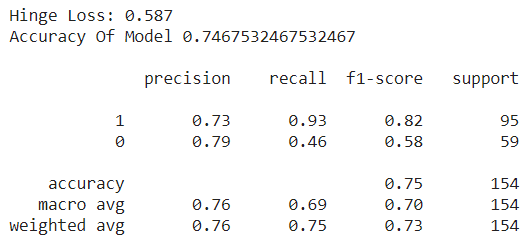 Hinge Loss: 0.587
Accuracy Of Model 0.7467532467532467
precision recall f1-score support
1 0.73 0.93 0.82 95
0 0.79 0.46 0.58 59
accuracy 0.75 154
macro avg 0.76 0.69 0.70 154
weighted avg 0.76 0.75 0.73 154